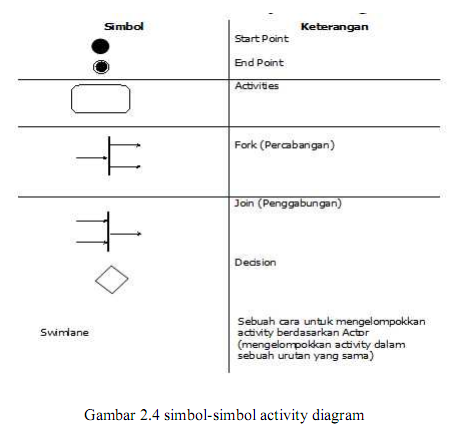 Simbol Keterangan
Start Point
End Point
Activities
Fork (Percabangan)
Join (Penggabungan)
Decision
Swimlane
Sebuah cara untuk mengelompokkan
activity berdasarkan Actor
(mengelompokkan activity dalam
sebuah urutan yang sama)
Gambar 2.4 simbol-simbol activity diagram